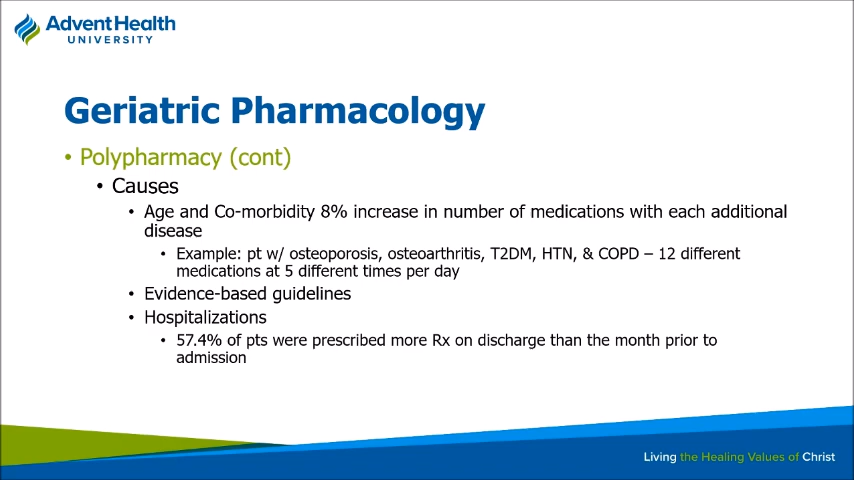 AdventHealth
UNIVERSITY
Geriatric Pharmacology
• Polypharmacy (cont)
• Causes
• Age and Co-morbidity 8% increase in number of medications with each additional
disease
• Example: pt w/ osteoporosis, osteoarthritis, T2DM, HTN, & COPD – 12 different
medications at 5 different times per day
• Evidence-based guidelines
• Hospitalizations
• 57.4% of pts were prescribed more Rx on discharge than the month prior to
admission
Living the Healing Values of Christ